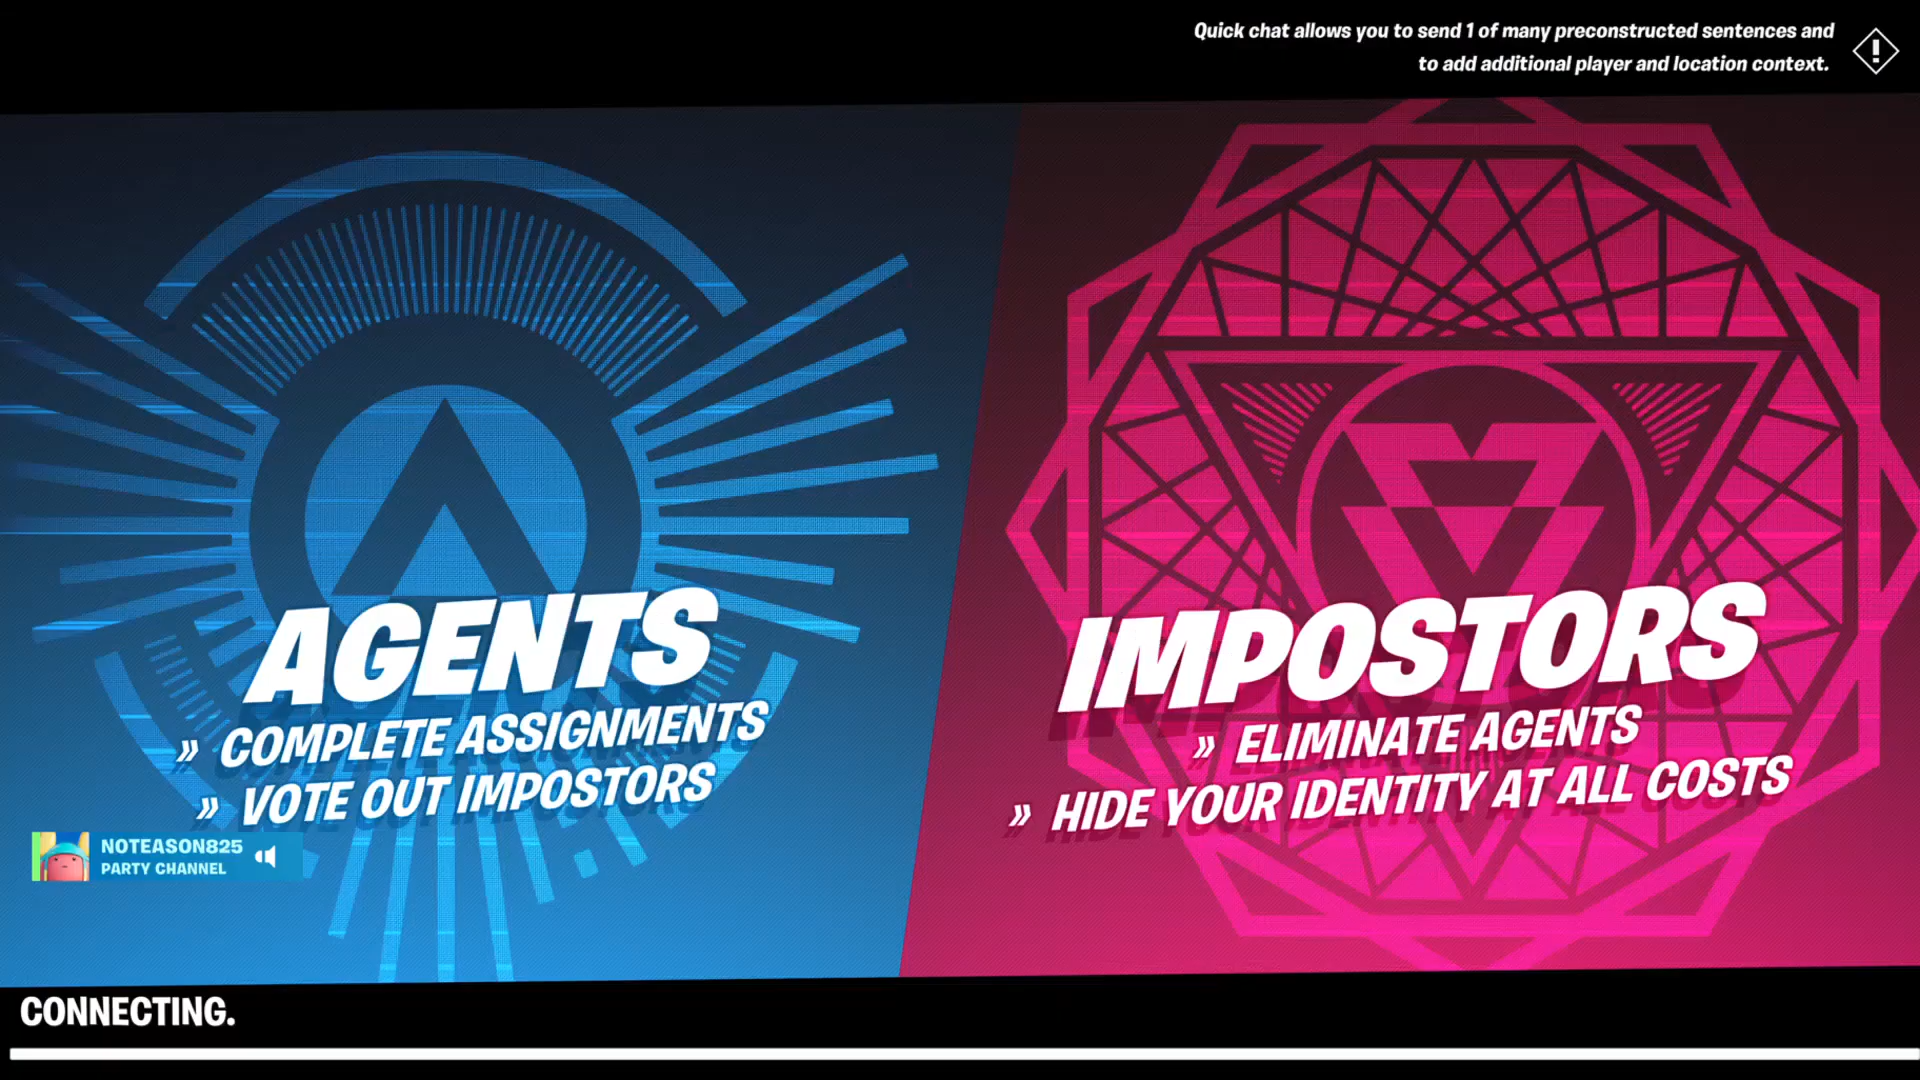 Quick chat allows you to send 1 of many preconstructed sentences and
to add additional player and location context.
AGENTS
» COMPLETE ASSIGNMENTS
» VOTE OUT IMPOSTORS
IMPOSTORS
» ELIMINATE AGENTS
» HIDE YOUR IDENTITY AT ALL COSTS
NOTEASON825
PARTY CHANNEL
CONNECTING.